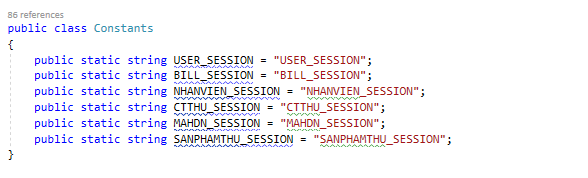 86 references
public class Constants
{
public static string USER_SESSION = "USER_SESSION";
public static string BILL_SESSION = "BILL_SESSION";
public static string NHANVIEN_SESSION = "NHANVIEN_SESSION";
public static string CTTHU_SESSION = "CTTHU_SESSION";
public static string MAHDN_SESSION = "MAHDN_SESSION";
public static string SANPHAMTHU_SESSION = "SANPHAMTHU_SESSION";
}